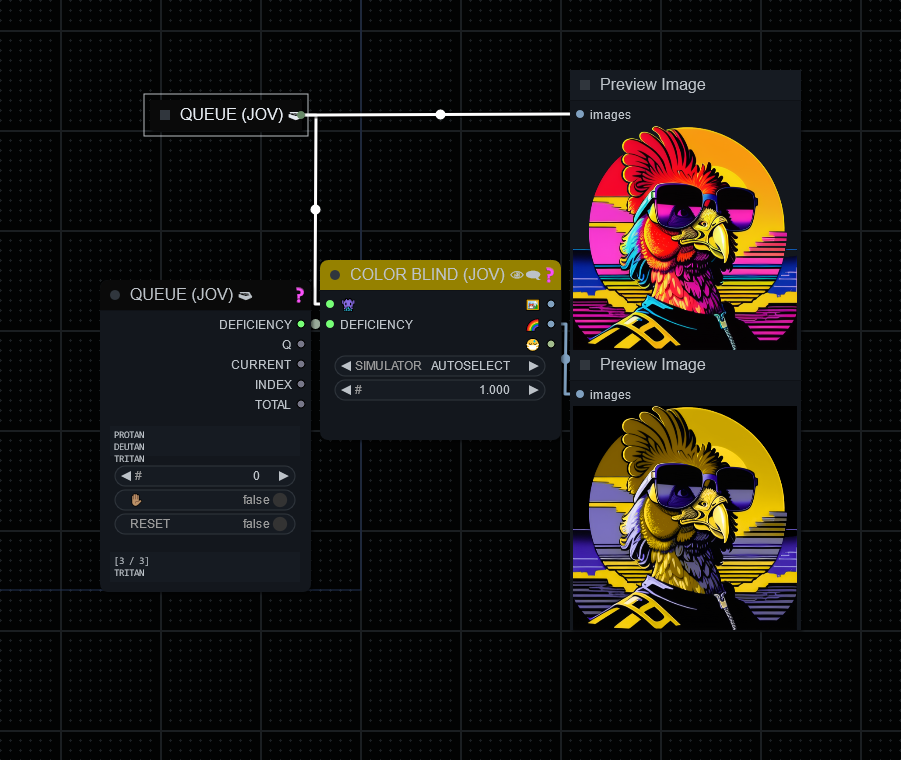 QUEUE (JOV)
Preview Image
images
QUEUE (JOV)
DEFICIENCY
Q
CURRENT
INDEX
TOTAL
PROTAN
DEUTAN
TRITAN
# 0
false
RESET false
[3 / 3]
TRITAN
COLOR BLIND (JOV) ?
DEFICIENCY
SIMULATOR AUTOSELECT
# 1.000
Preview Image
images